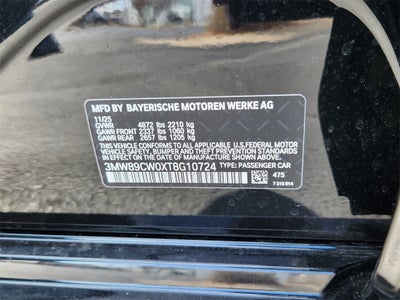 MFD BY BAYERISCHE MOTOREN WERKE AG
11/25
GVWR 4872 lbs 2210 kg
GAWR FRONT 2337 lbs 1060 kg
GAWR REAR 2657 lbs 1205 kg
THIS VEHICLE CONFORMS TO ALL APPLICABLE
U.S.FEDERAL MOTOR
VEHICLE SAFETY, BUMPER AND THEFT PREVENTION
STANDARDS IN EFFECT ON THE DATE OF
MANUFACTURE SHOWN ABOVE.
3MW89CW0XT8G10724 TYPE: PASSENGER CAR
475